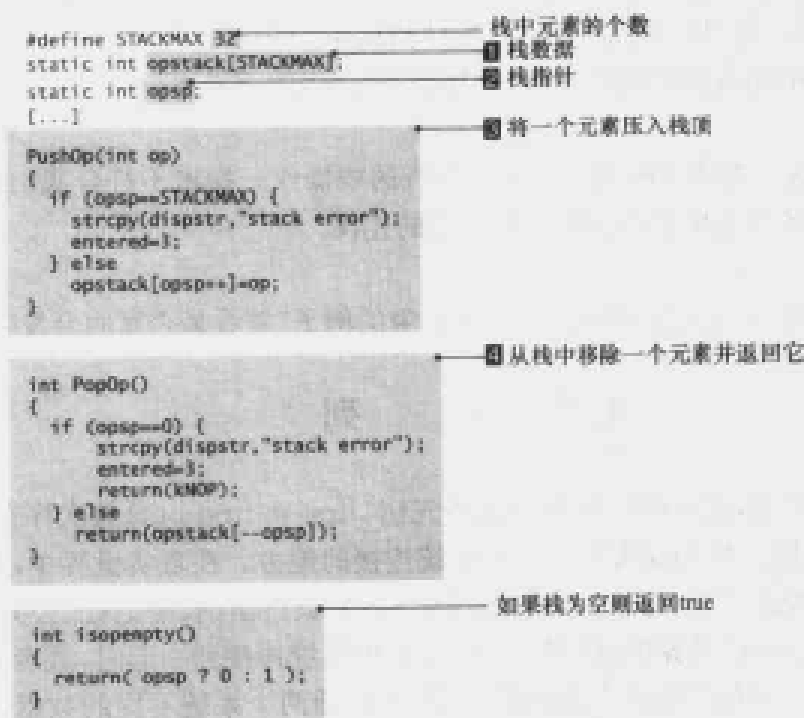 #define STACKMAX 32 栈中元素的个数
static int opstack[STACKMAX]; 1 栈数据
static int opsp; 2 栈指针
[...]
3 将一个元素压入栈顶
PushOp(int op)
{
if (opsp==STACKMAX) {
strcpy(dispstr,"stack error");
entered=3;
} else
opstack[opsp++]=op;
}
4 从栈中移除一个元素并返回它
int PopOp()
{
if (opsp==0) {
strcpy(dispstr,"stack error");
entered=3;
return(kNOP);
} else
return(opstack[--opsp]);
}
如果栈为空则返回true
int isopempty()
{
return( opsp ? 0 : 1 );
}